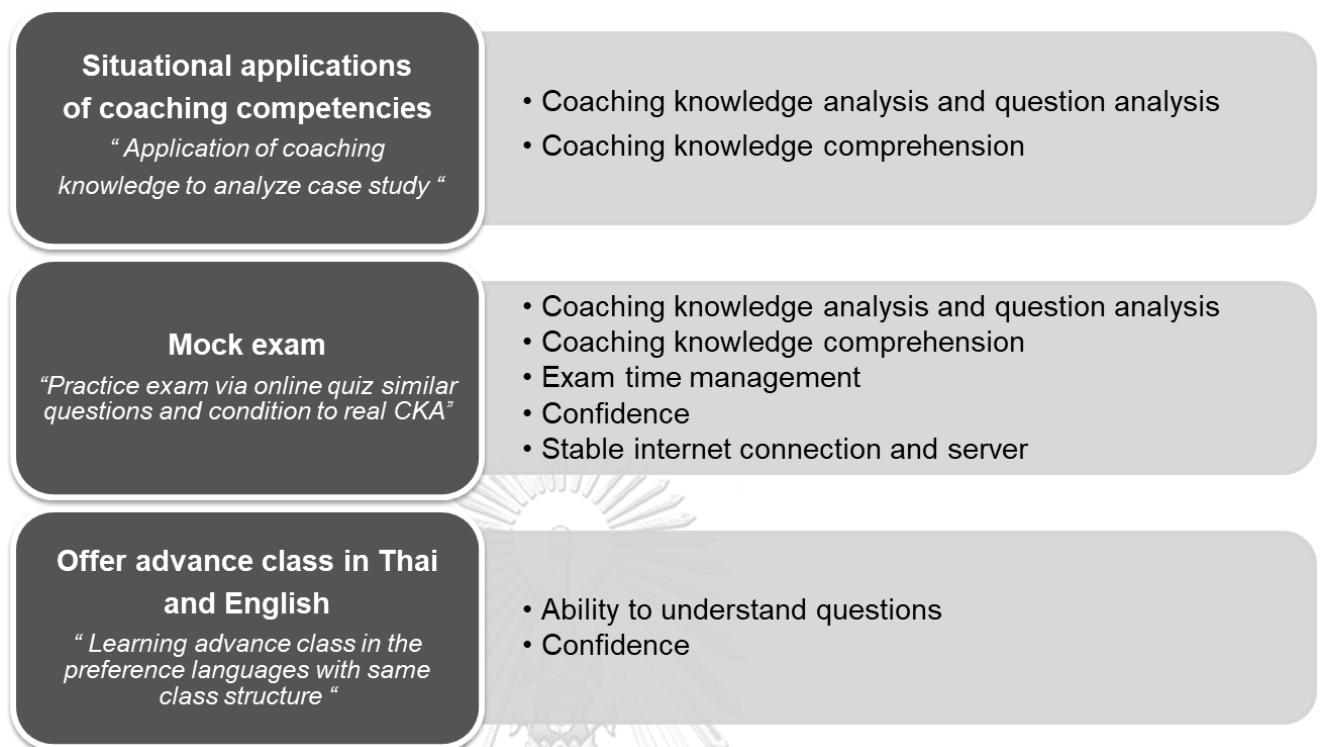 Situational applications
of coaching competencies
“ Application of coaching
knowledge to analyze case study “
• Coaching knowledge analysis and question analysis
• Coaching knowledge comprehension
Mock exam
“Practice exam via online quiz similar
questions and condition to real CKA”
• Coaching knowledge analysis and question analysis
• Coaching knowledge comprehension
• Exam time management
• Confidence
• Stable internet connection and server
Offer advance class in Thai
and English
“ Learning advance class in the
preference languages with same
class structure “
• Ability to understand questions
• Confidence